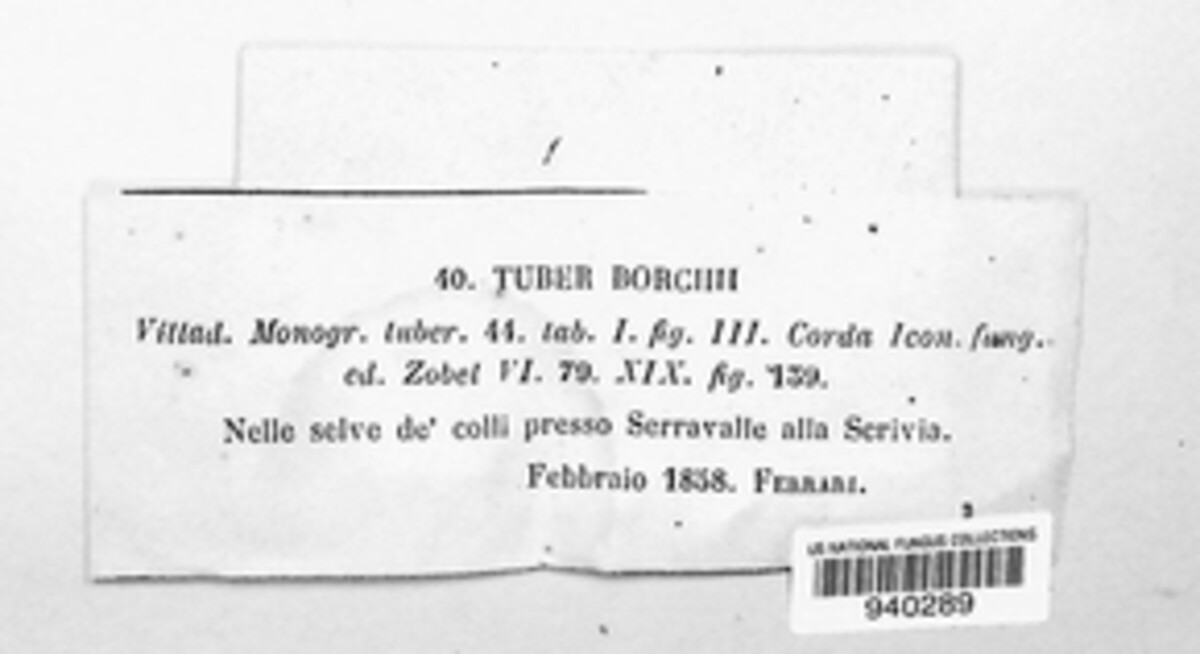 40. TUBER BORCHII
Vittad. Monogr. tuber. 44. tab. I. fig. III. Corda Icon. fung.
ed. Zobel VI. 79. XIX. fig. 139.
Nelle selve de' colli presso Serravalle alla Scrivia.
Febbraio 1858. FERRARI.
US NATIONAL FUNGUS COLLECTIONS
940289